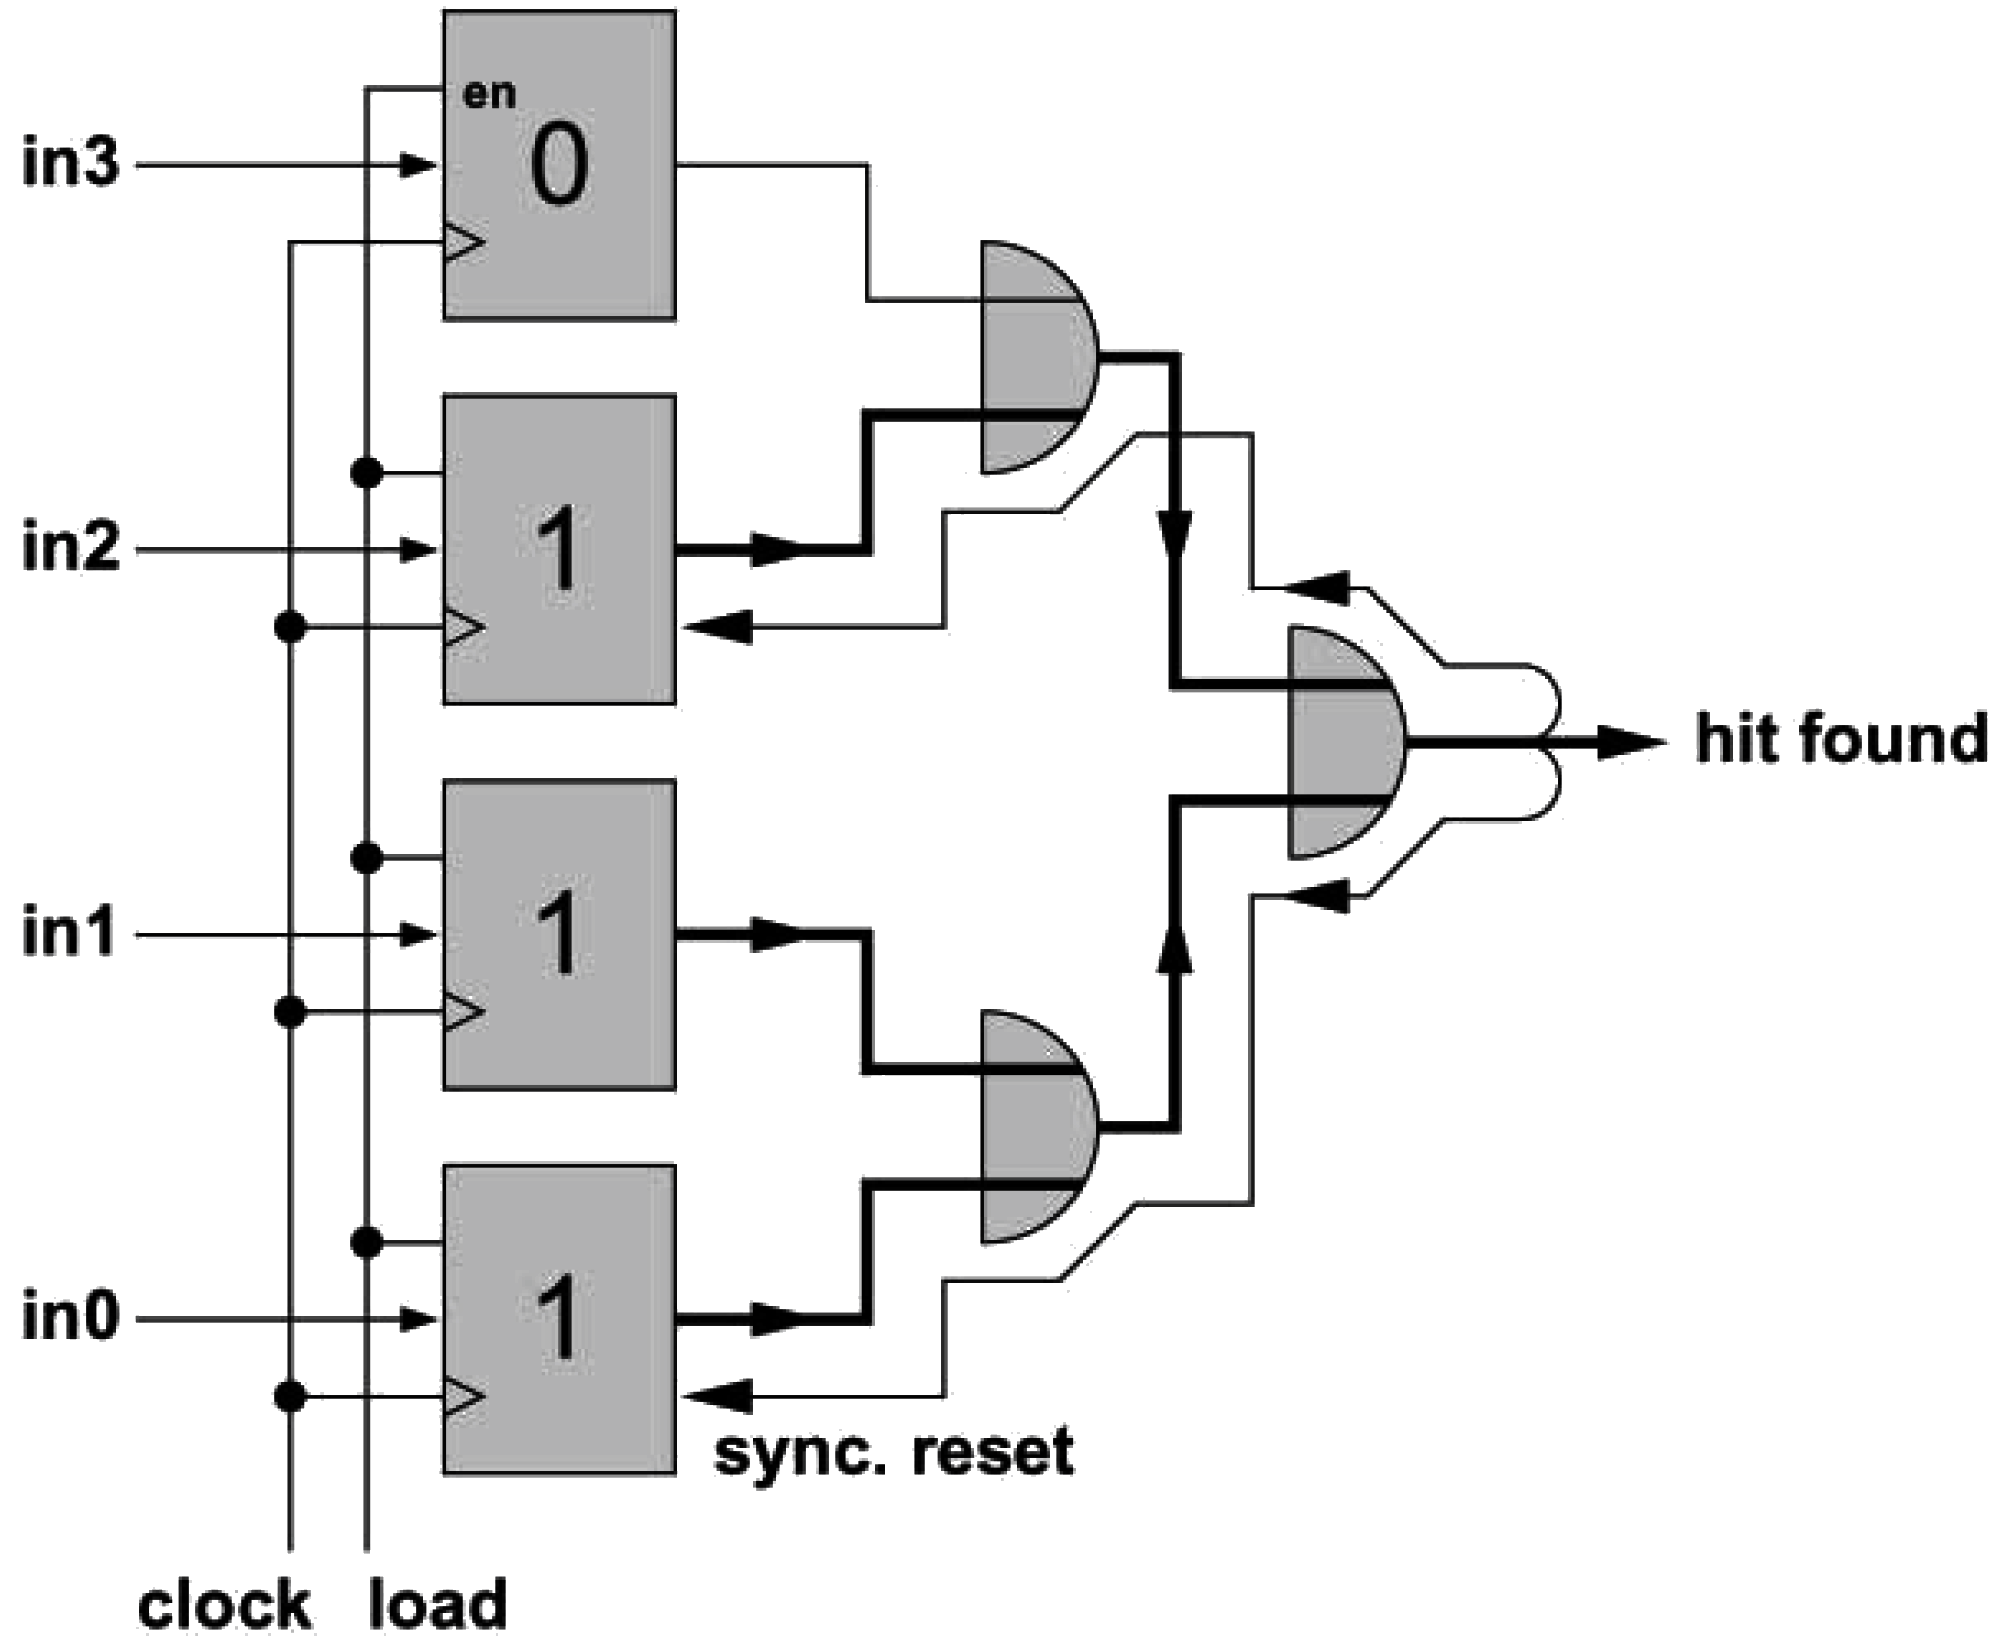 en
in3
0
in2
1
hit found
in1
1
in0
1
sync. reset
clock load